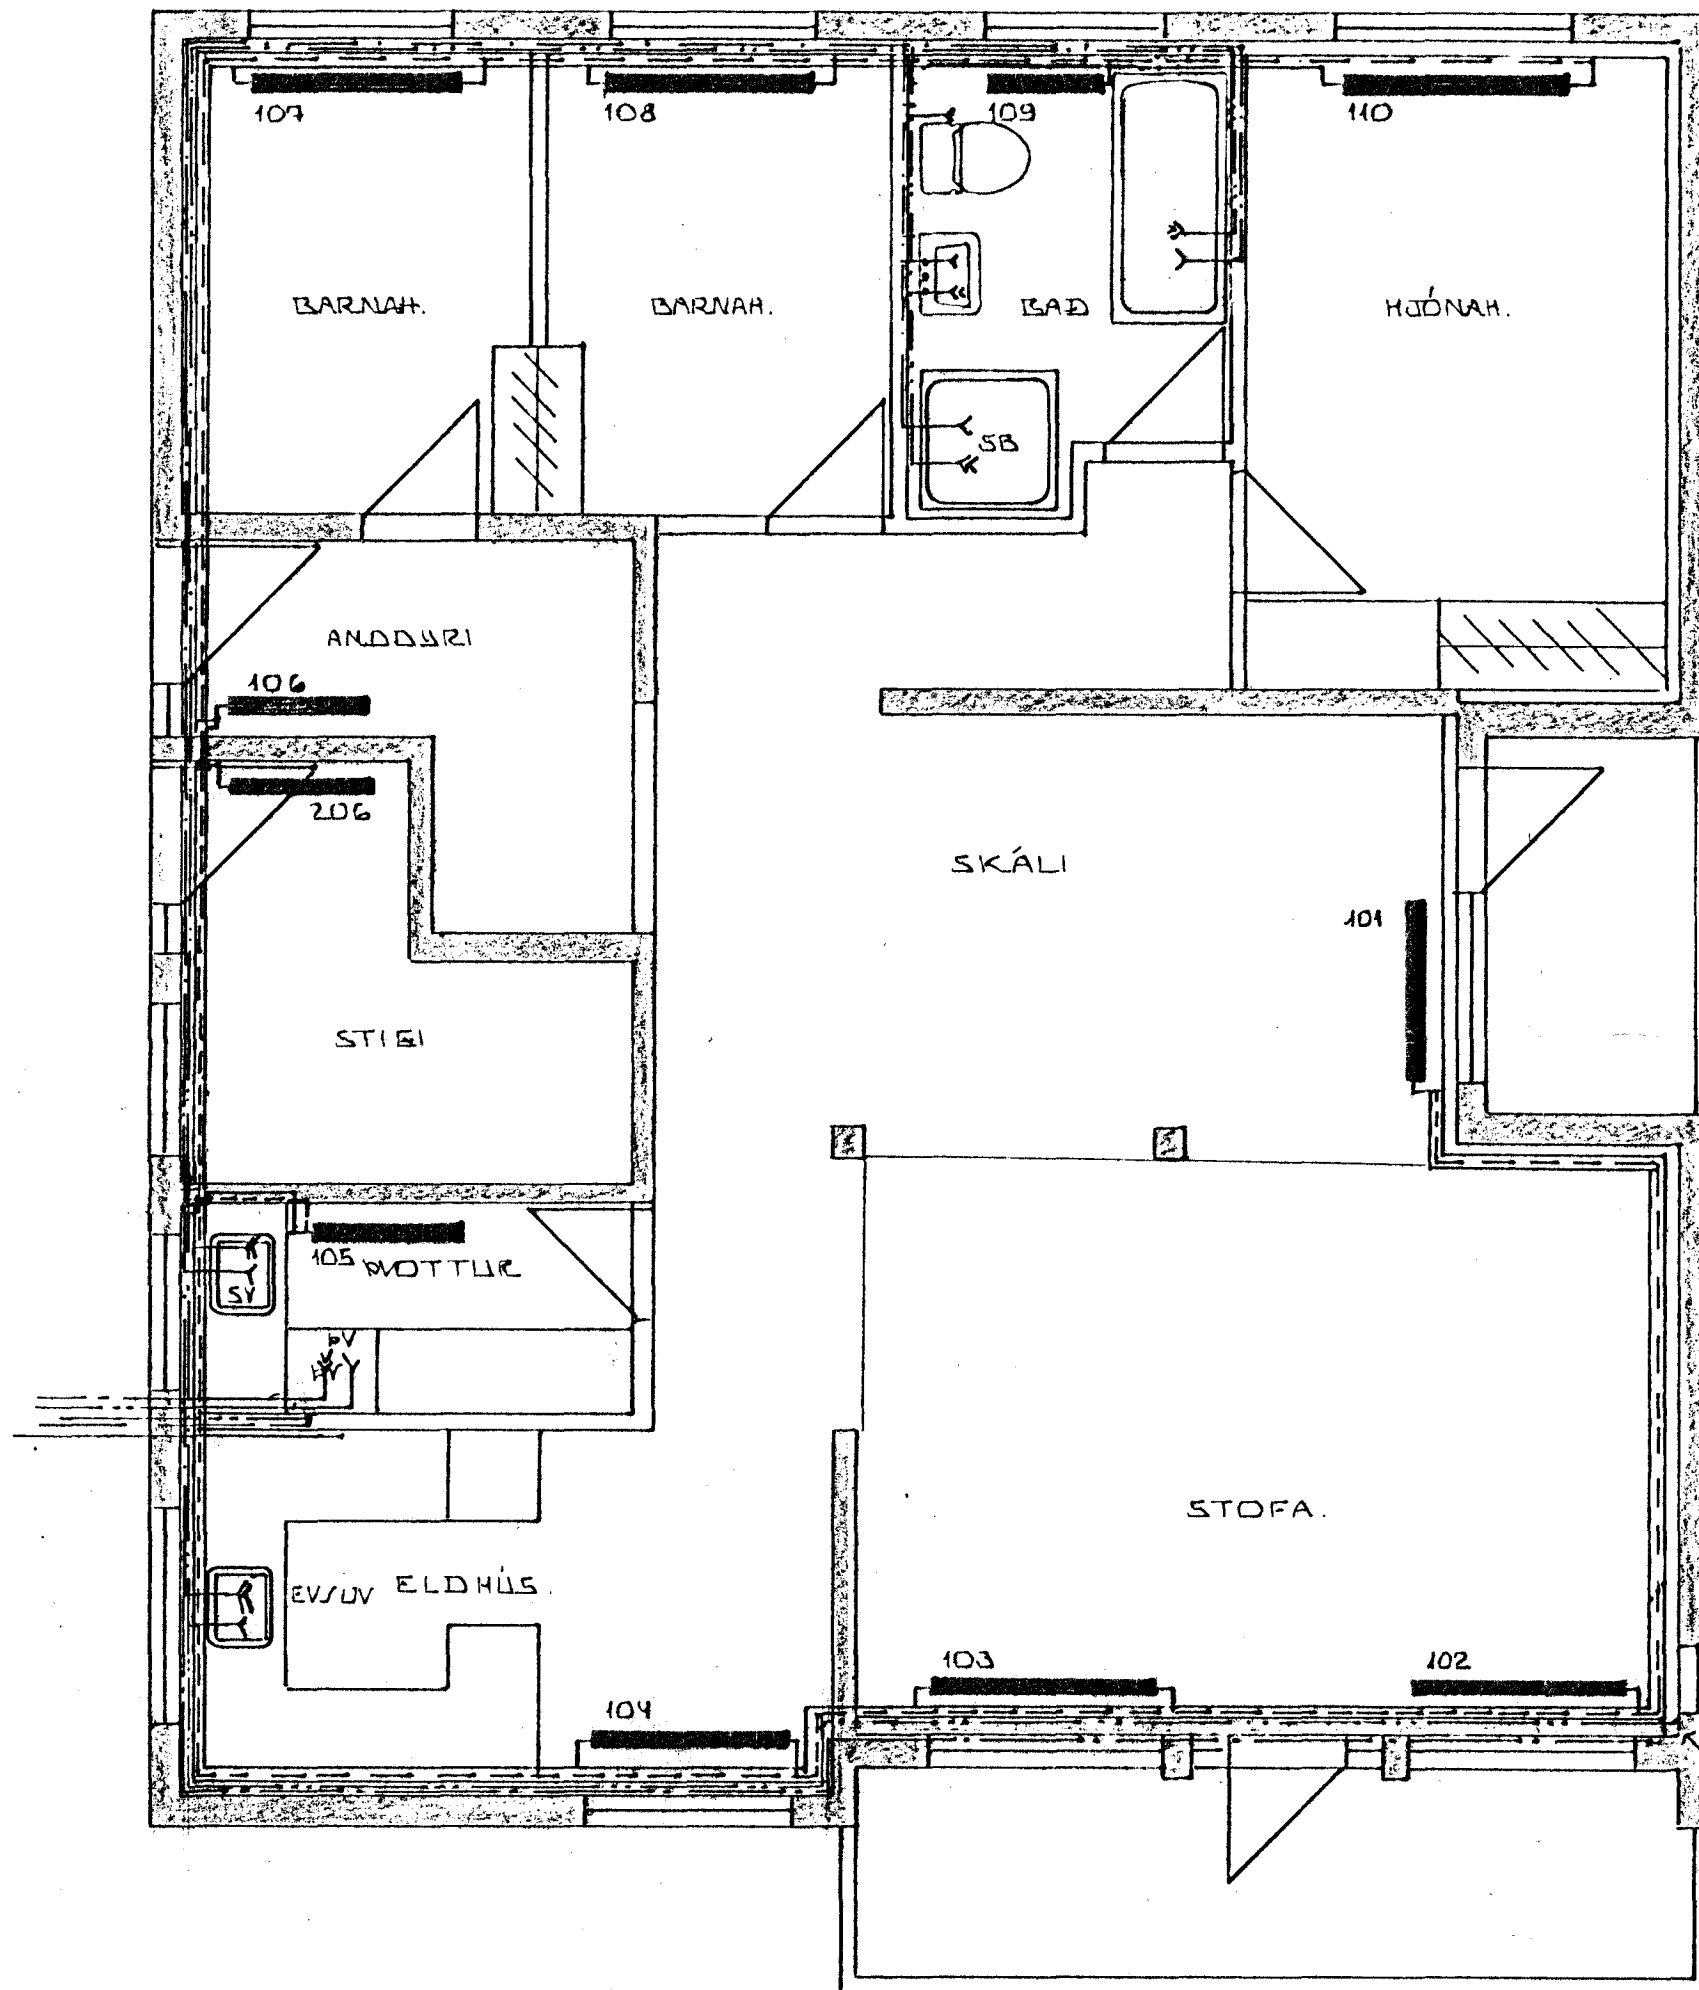 107
108
109
110
BARNAH.
BARNAH.
BAÐ
HJÓNAH.
SB
ANDDYRI
106
206
SKÁLI
101
STIGI
105
ÞVOTTUR
SV
ÞV
STOFA.
EV/UV
ELDHÚS.
103
102
104